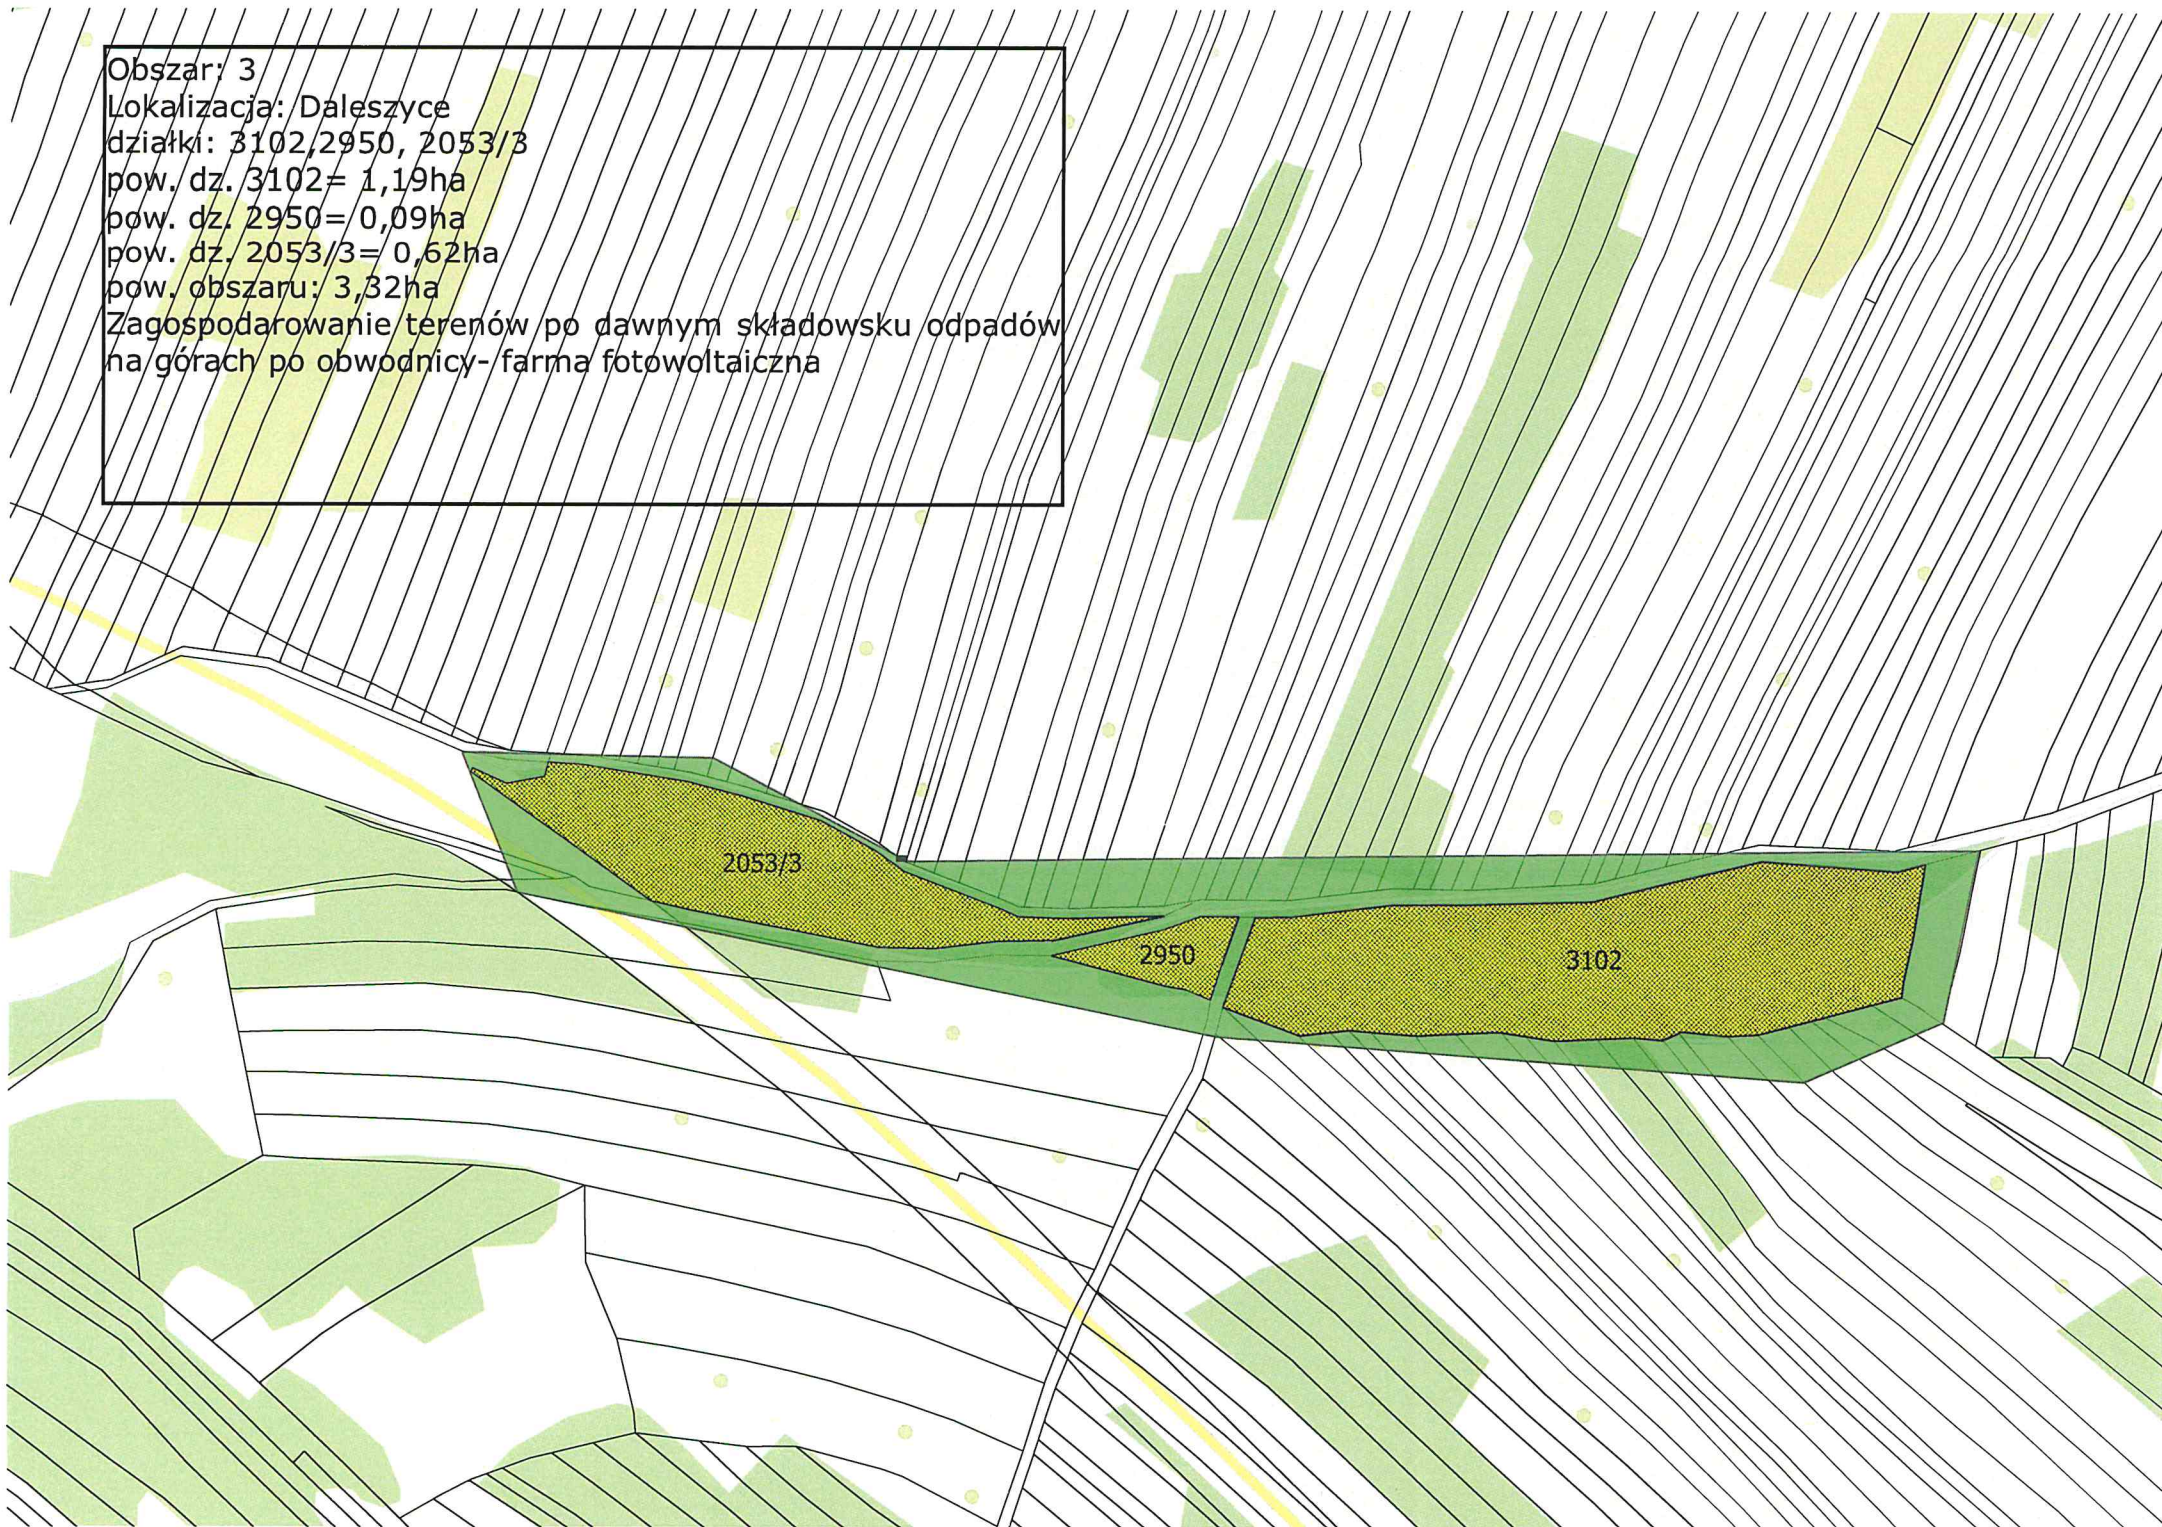 Obszar: 3
Lokalizacja: Daleszyce
działki: 3102,2950, 2053/3
pow. dz. 3102= 1,19ha
pow. dz. 2950= 0,09ha
pow. dz. 2053/3= 0,62ha
pow. obszaru: 3,32ha
Zagospodarowanie terenów po dawnym składowsku odpadów
na górach po obwodnicy- farma fotowoltaiczna
2053/3
2950
3102